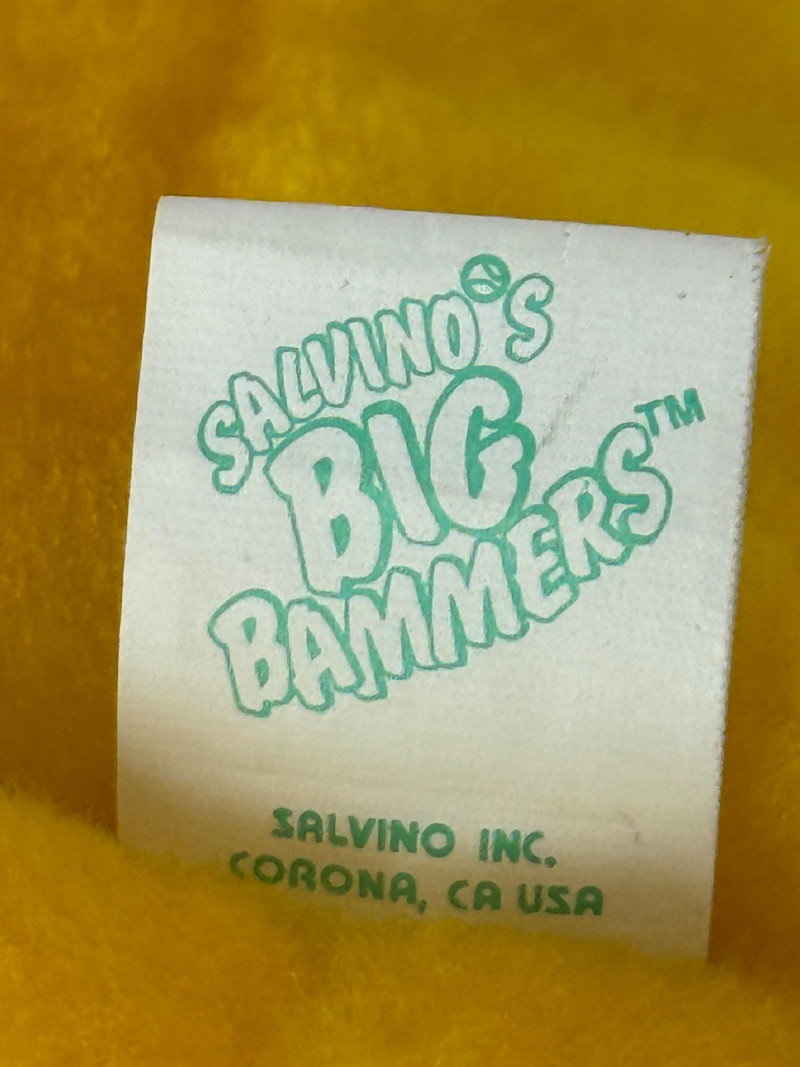 SALVINO'S
BIG
BAMMERS™
SALVINO INC.
CORONA, CA USA